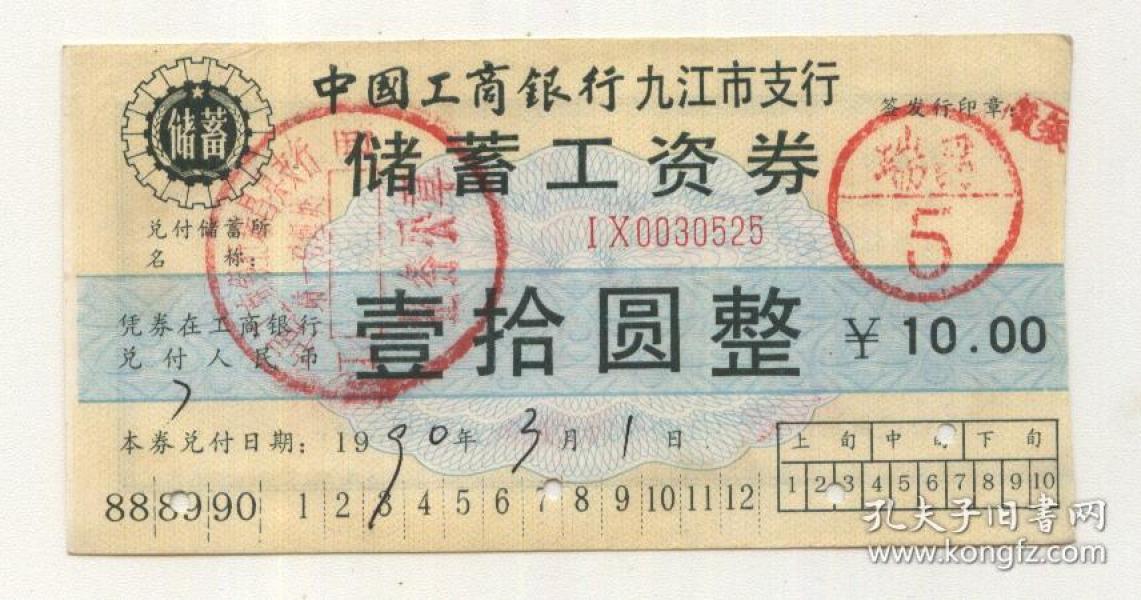 中國工商銀行九江市支行
储蓄
签发行印章:
储蓄工资券
瑞昌
5
IX0030525
兑付储蓄所
名称:
凭券在工商银行
兑付人民币
壹拾圆整
￥10.00
本券兑付日期: 1990年3月1日
上旬 中旬 下旬
1 2 3 4 5 6 7 8 9 10
88 89 90 1 2 3 4 5 6 7 8 9 10 11 12
孔夫子旧书网
www.kongfz.com